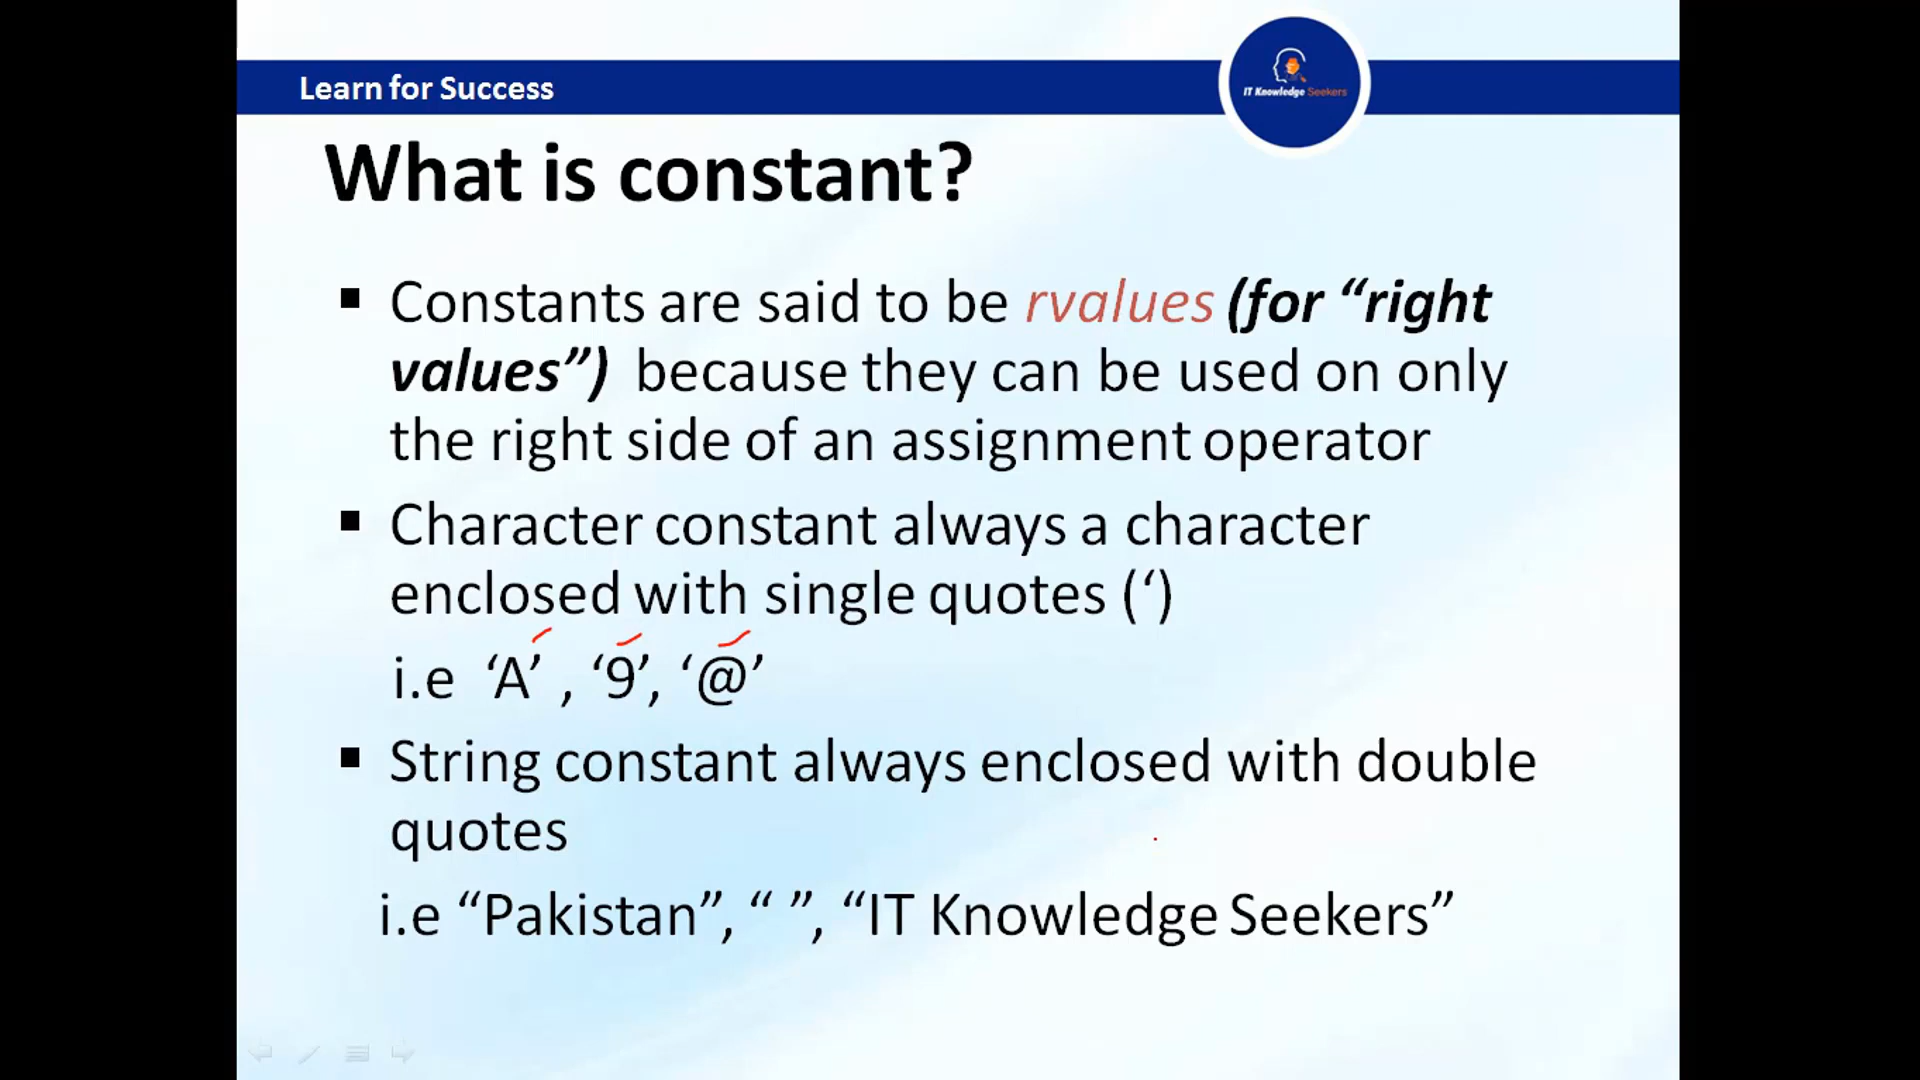 Learn for Success
IT Knowledge Seekers
What is constant?
▪ Constants are said to be rvalues (for “right
values”) because they can be used on only
the right side of an assignment operator
▪ Character constant always a character
enclosed with single quotes (‘)
i.e ‘A’ , ‘9’, ‘@’
▪ String constant always enclosed with double
quotes
i.e “Pakistan”, “ ”, “IT Knowledge Seekers”